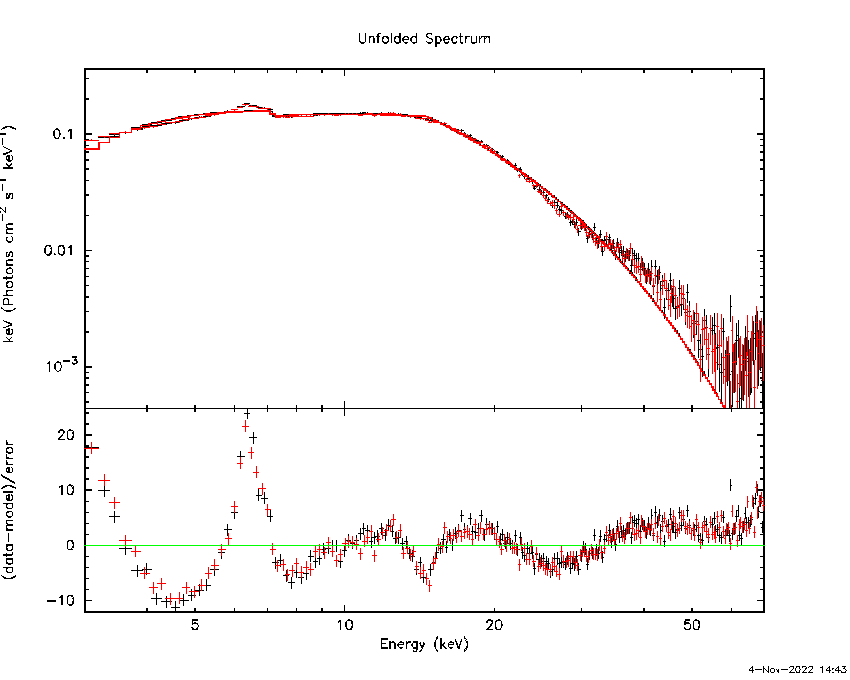 Unfolded Spectrum
keV (Photons cm−2 s−1 keV−1)
0.1
0.01
10−3
(data−model)/error
20
10
0
−10
5
10
20
50
Energy (keV)
4−Nov−2022 14:43